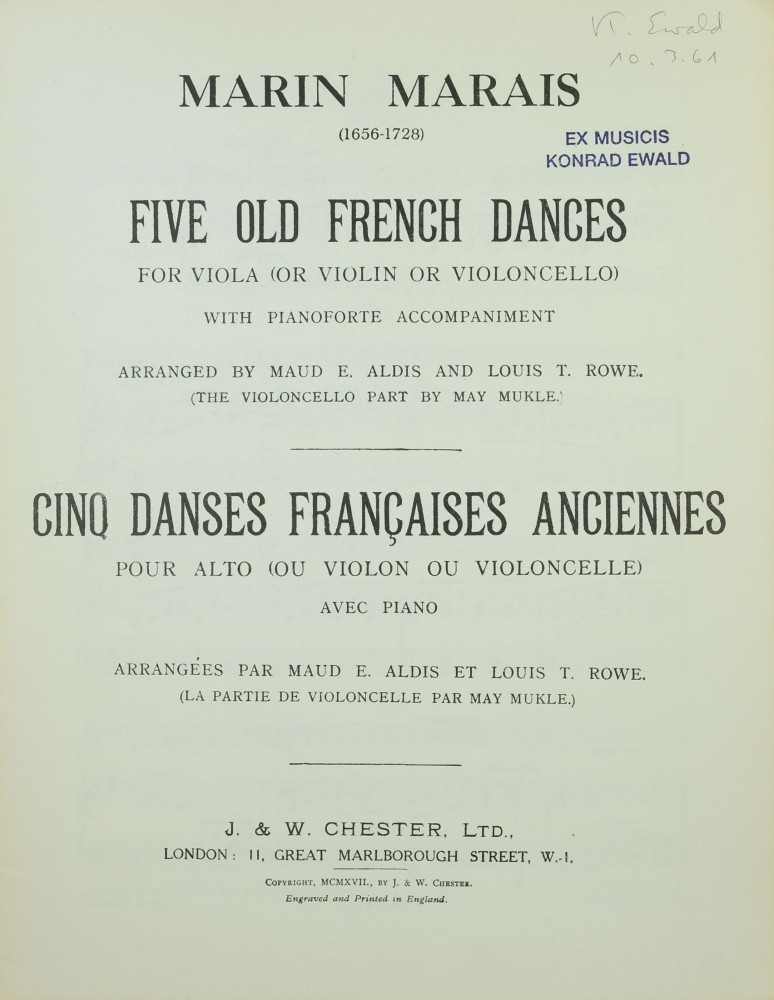 Ewald
10.3.61
MARIN MARAIS
(1656-1728)
EX MUSICIS
KONRAD EWALD
FIVE OLD FRENCH DANCES
FOR VIOLA (OR VIOLIN OR VIOLONCELLO)
WITH PIANOFORTE ACCOMPANIMENT
ARRANGED BY MAUD E. ALDIS AND LOUIS T. ROWE.
(THE VIOLONCELLO PART BY MAY MUKLE.)
CINQ DANSES FRANÇAISES ANCIENNES
POUR ALTO (OU VIOLON OU VIOLONCELLE)
AVEC PIANO
ARRANGÉES PAR MAUD E. ALDIS ET LOUIS T. ROWE.
(LA PARTIE DE VIOLONCELLE PAR MAY MUKLE.)
J. & W. CHESTER, LTD.,
LONDON: 11, GREAT MARLBOROUGH STREET, W.-1.
COPYRIGHT, MCMXVII., BY J. & W. CHESTER.
Engraved and Printed in England.